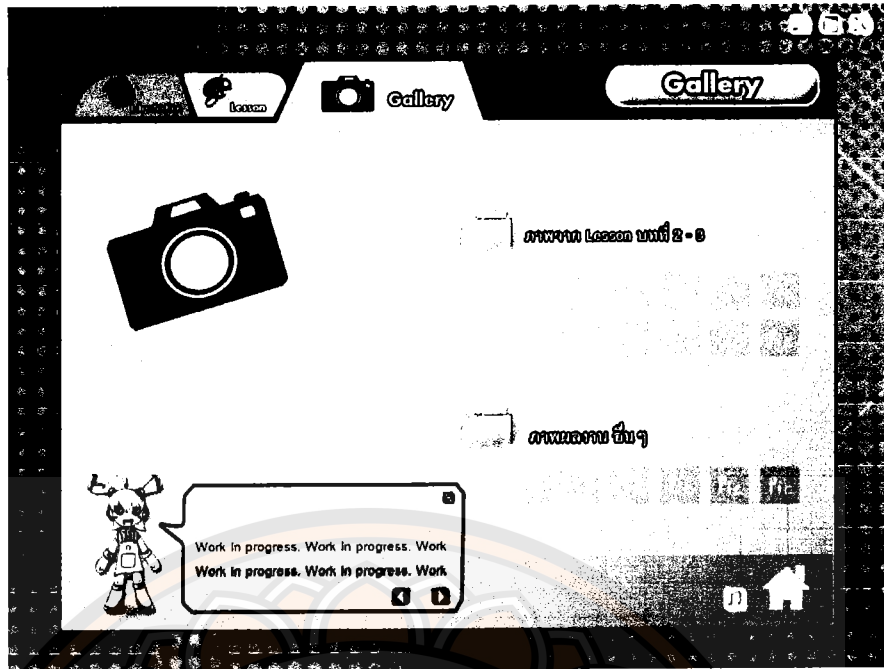 Lesson
Gallery
Gallery
ภาพจาก Lesson บทที่ 2 - 8
ภาพผลงาน อื่น ๆ
Work in progress. Work in progress. Work
Work in progress. Work in progress. Work